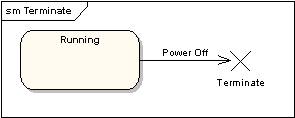 sm Terminate
Running
Power Off
Terminate